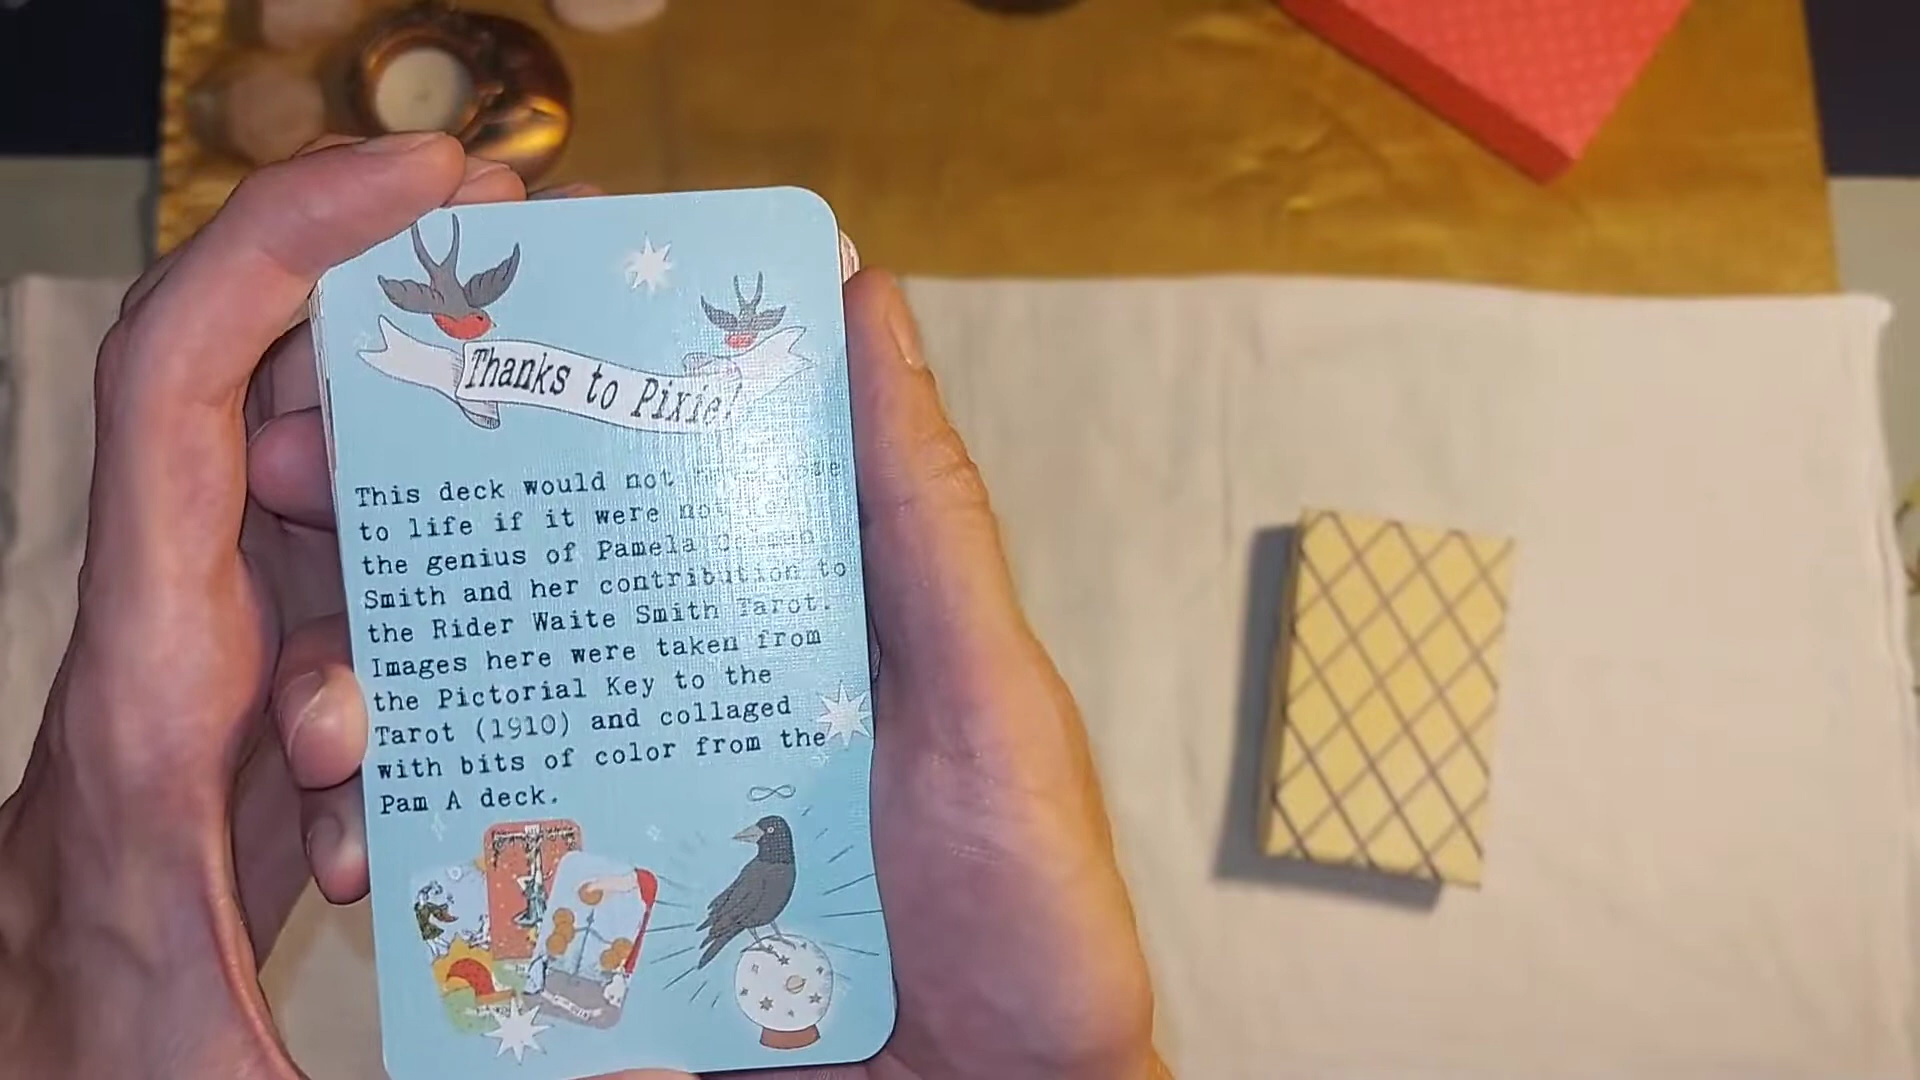 Thanks to Pixie!
This deck would not
to life if it were not
the genius of Pamela Colman
Smith and her contribution to
the Rider Waite Smith Tarot.
Images here were taken from
the Pictorial Key to the
Tarot (1910) and collaged
with bits of color from the
Pam A deck.